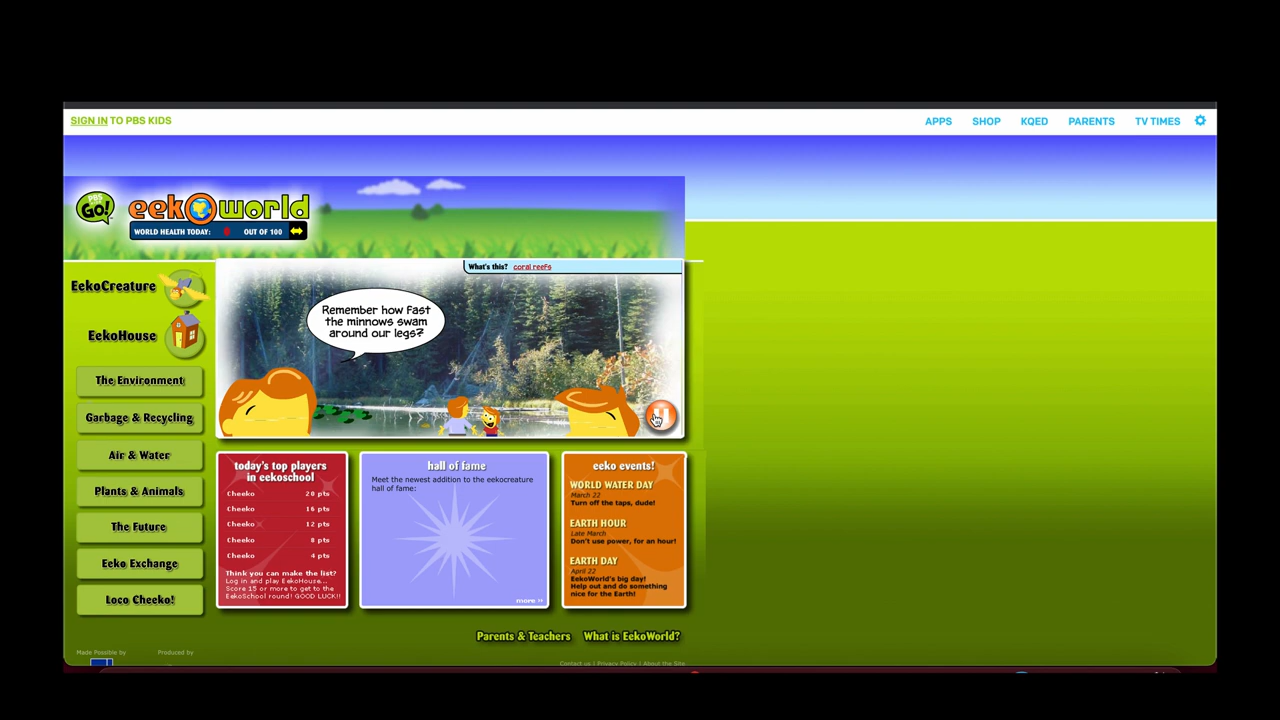 SIGN IN TO PBS KIDS
APPS SHOP KQED PARENTS TV TIMES
PBS
GO!
eekoworld
WORLD HEALTH TODAY: OUT OF 100
What's this? coral reefs
EekoCreature
EekoHouse
The Environment
Garbage & Recycling
Air & Water
Plants & Animals
The Future
Eeko Exchange
Loco Cheeko!
Remember how fast
the minnows swam
around our legs?
today's top players
in eekoschool
Cheeko 20 pts
Cheeko 16 pts
Cheeko 12 pts
Cheeko 8 pts
Cheeko 4 pts
Think you can make the list?
Log in and play EekoHouse...
Score 15 or more to get to the
EekoSchool round! GOOD LUCK!!
hall of fame
Meet the newest addition to the eekocreature
hall of fame:
more »
eeko events!
WORLD WATER DAY
March 22
Turn off the taps, dude!
EARTH HOUR
Late March
Don't use power, for an hour!
EARTH DAY
April 22
EekoWorld's big day!
Help out and do something
nice for the Earth!
Parents & Teachers What is EekoWorld?
Made Possible by Produced by
Contact us | Privacy Policy | About the Site